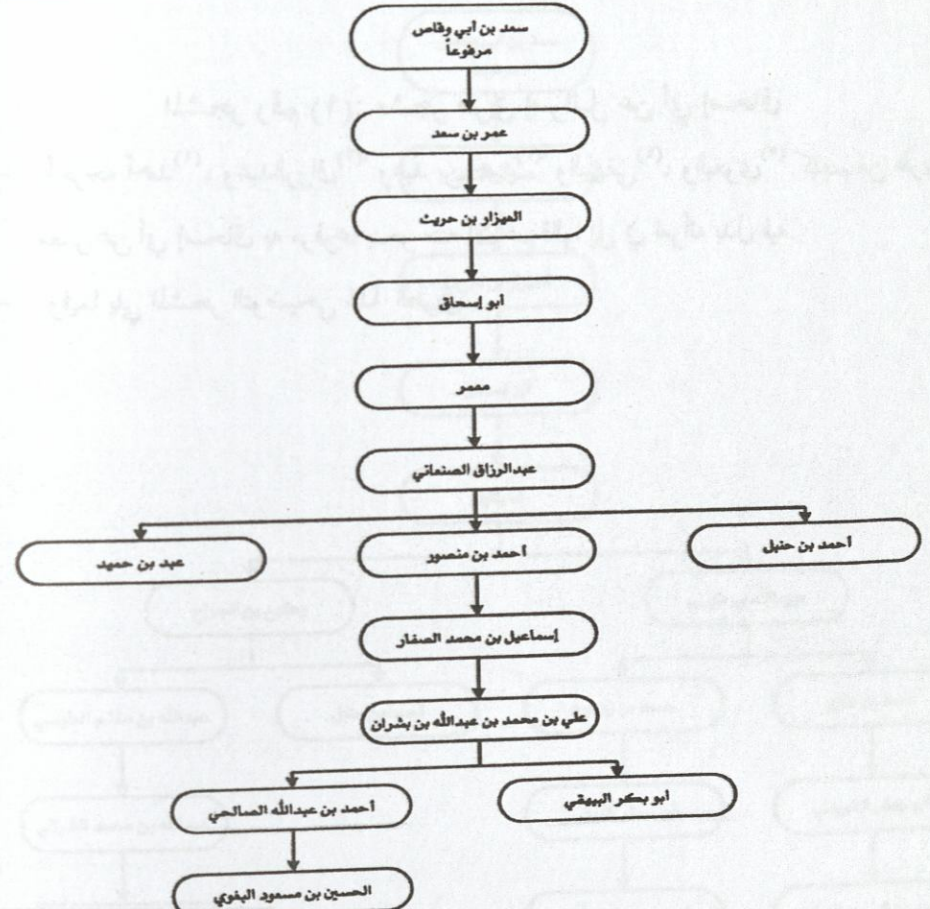 سعد بن أبي وقاص
مرفوعاً
عمر بن سعد
العيزار بن حريث
أبو إسحاق
معمر
عبدالرزاق الصنعاني
أحمد بن حنبل
أحمد بن منصور
عبد بن حميد
إسماعيل بن محمد الصفار
علي بن محمد بن عبدالله بن بشران
أبو بكر البيهقي
أحمد بن عبدالله الصالحي
الحسين بن مسعود البغوي